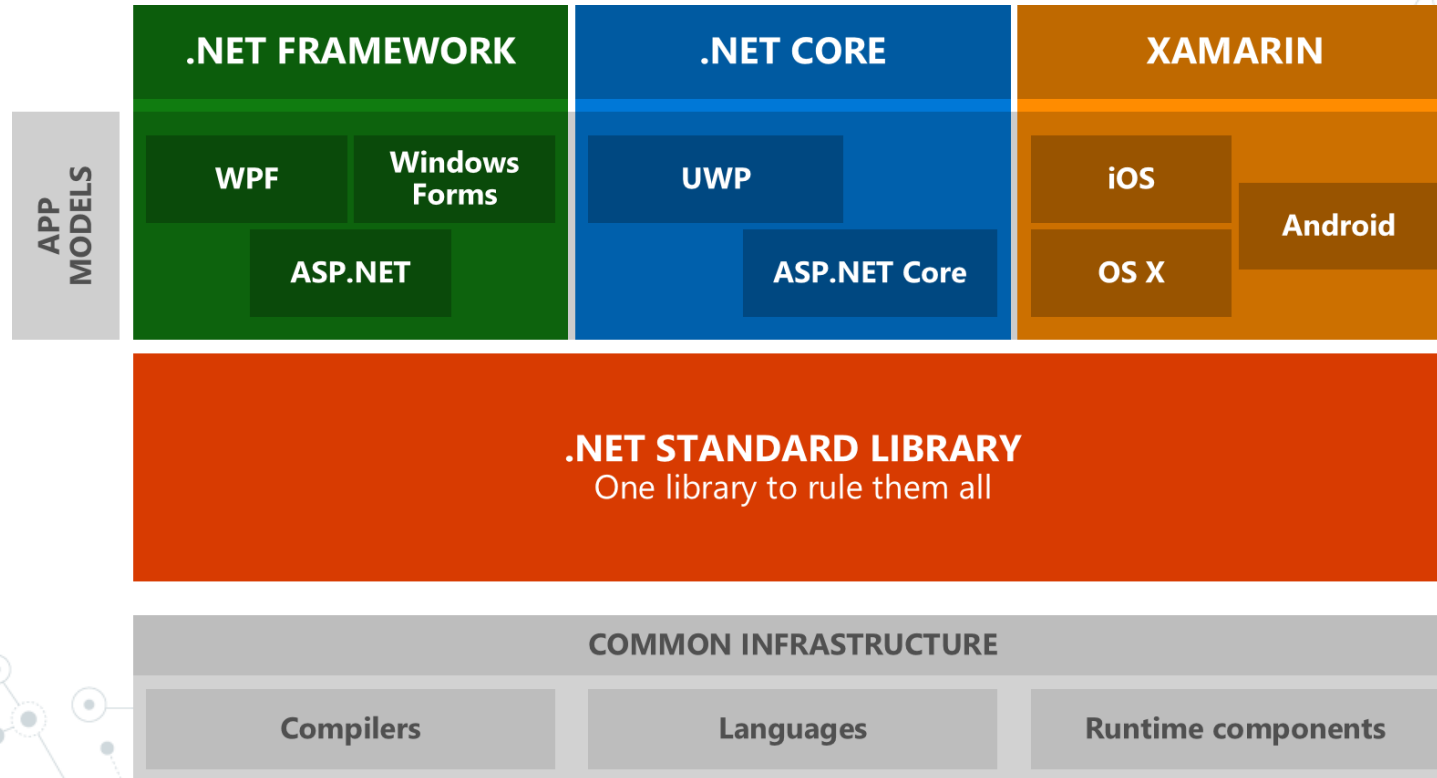 .NET FRAMEWORK
.NET CORE
XAMARIN
APP
MODELS
WPF
Windows
Forms
ASP.NET
UWP
ASP.NET Core
iOS
Android
OS X
.NET STANDARD LIBRARY
One library to rule them all
COMMON INFRASTRUCTURE
Compilers
Languages
Runtime components